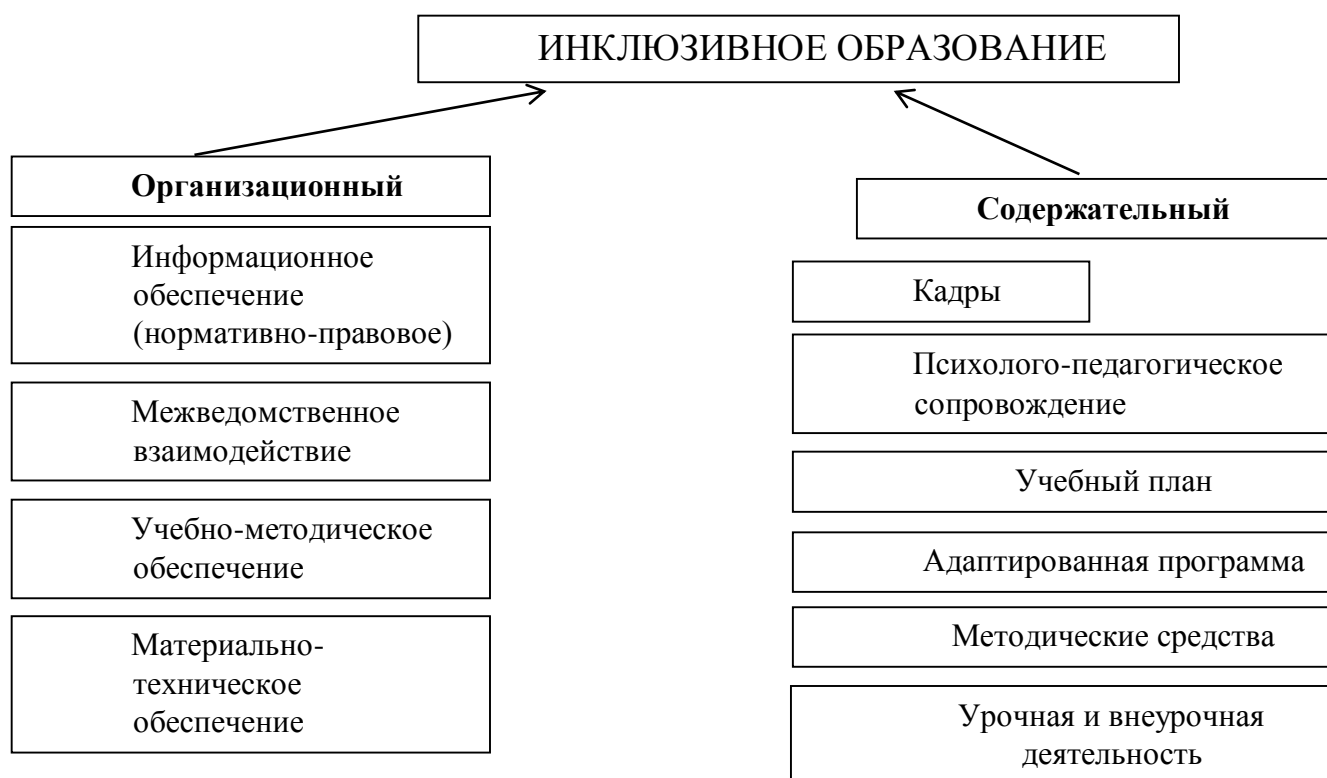 ИНКЛЮЗИВНОЕ ОБРАЗОВАНИЕ
Организационный
Информационное
обеспечение
(нормативно-правовое)
Межведомственное
взаимодействие
Учебно-методическое
обеспечение
Материально-
техническое
обеспечение
Содержательный
Кадры
Психолого-педагогическое
сопровождение
Учебный план
Адаптированная программа
Методические средства
Урочная и внеурочная
деятельность